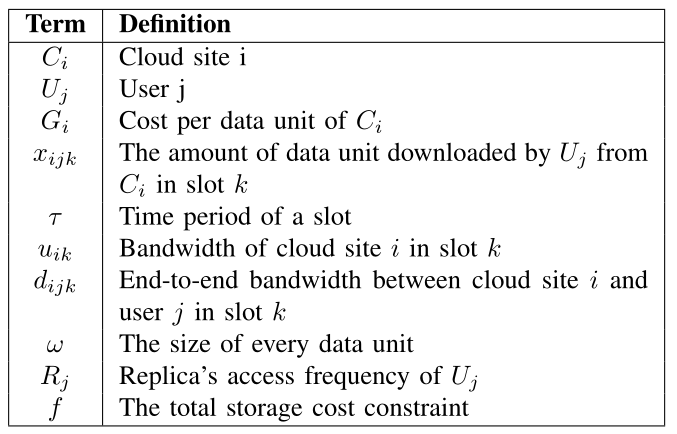 Term Definition
C_i Cloud site i
U_j User j
G_i Cost per data unit of C_i
x_{ijk} The amount of data unit downloaded by U_j from
C_i in slot k
τ Time period of a slot
u_{ik} Bandwidth of cloud site i in slot k
d_{ijk} End-to-end bandwidth between cloud site i and
user j in slot k
ω The size of every data unit
R_j Replica's access frequency of U_j
f The total storage cost constraint